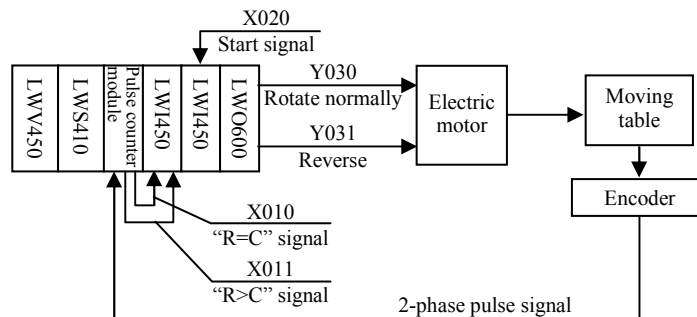 X020
Start signal
LWV450
LWS410
Pulse counter
module
LWI450
LWI450
LWO600
Y030
Rotate normally
Y031
Reverse
Electric
motor
Moving
table
Encoder
X010
“R=C” signal
X011
“R>C” signal
2-phase pulse signal